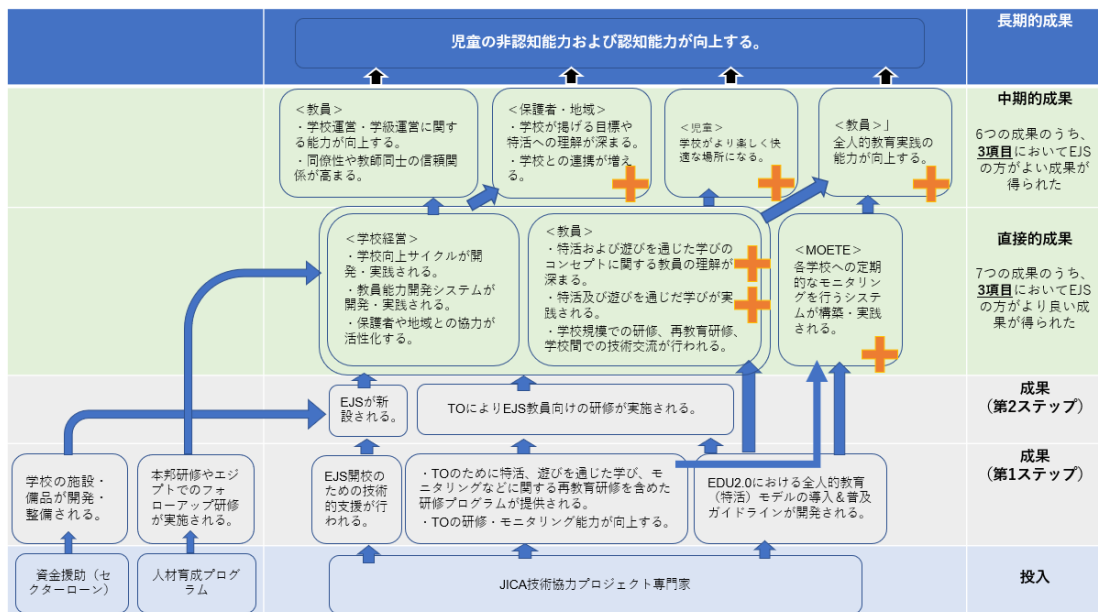 長期的成果
児童の非認知能力および認知能力が向上する。
中期的成果
6つの成果のうち、
3項目においてEJS
の方がよい成果が
得られた
＜教員＞
・学校運営・学級運営に関する
能力が向上する。
・同僚性や教師同士の信頼関
係が高まる。
＜保護者・地域＞
・学校が掲げる目標や
特活への理解が深まる。
・学校との連携が増え
る。
＜児童＞
学校がより楽しく快
適な場所になる。
＜教員＞」
全人的教育実践の
能力が向上する。
直接的成果
7つの成果のうち、
3項目においてEJS
の方がより良い成
果が得られた
＜学校経営＞
・学校向上サイクルが開
発・実践される。
・教員能力開発システムが
開発・実践される。
・保護者や地域との協力が
活性化する。
＜教員＞
・特活および遊びを通じた学びの
コンセプトに関する教員の理解が
深まる。
・特活及び遊びを通じだ学びが実
践される。
・学校規模での研修、再教育研修、
学校間での技術交流が行われる。
＜MOETE＞
各学校への定期
的なモニタリン
グを行うシステ
ムが構築・実践
される。
成果
（第2ステップ）
EJSが新
設される。
TOによりEJS教員向けの研修が実施される。
成果
（第1ステップ）
学校の施設・
備品が開発・
整備される。
本邦研修やエジ
プトでのフォ
ローアップ研修
が実施される。
EJS開校の
ための技術
的支援が行
われる。
・TOのために特活、遊びを通じた学び、モ
ニタリングなどに関する再教育研修を含めた
研修プログラムが提供される。
・TOの研修・モニタリング能力が向上する。
EDU2.0における全人的教育
（特活）モデルの導入＆普及
ガイドラインが開発される。
投入
資金援助（セ
クターローン）
人材育成プログ
ラム
JICA技術協力プロジェクト専門家